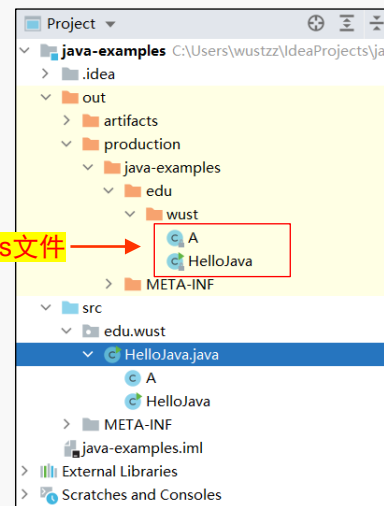 Project
java-examples C:\Users\wustzz\IdeaProjects\ja
.idea
out
artifacts
production
java-examples
edu
wust
A
s文件
HelloJava
META-INF
src
edu.wust
HelloJava.java
A
HelloJava
META-INF
java-examples.iml
External Libraries
Scratches and Consoles